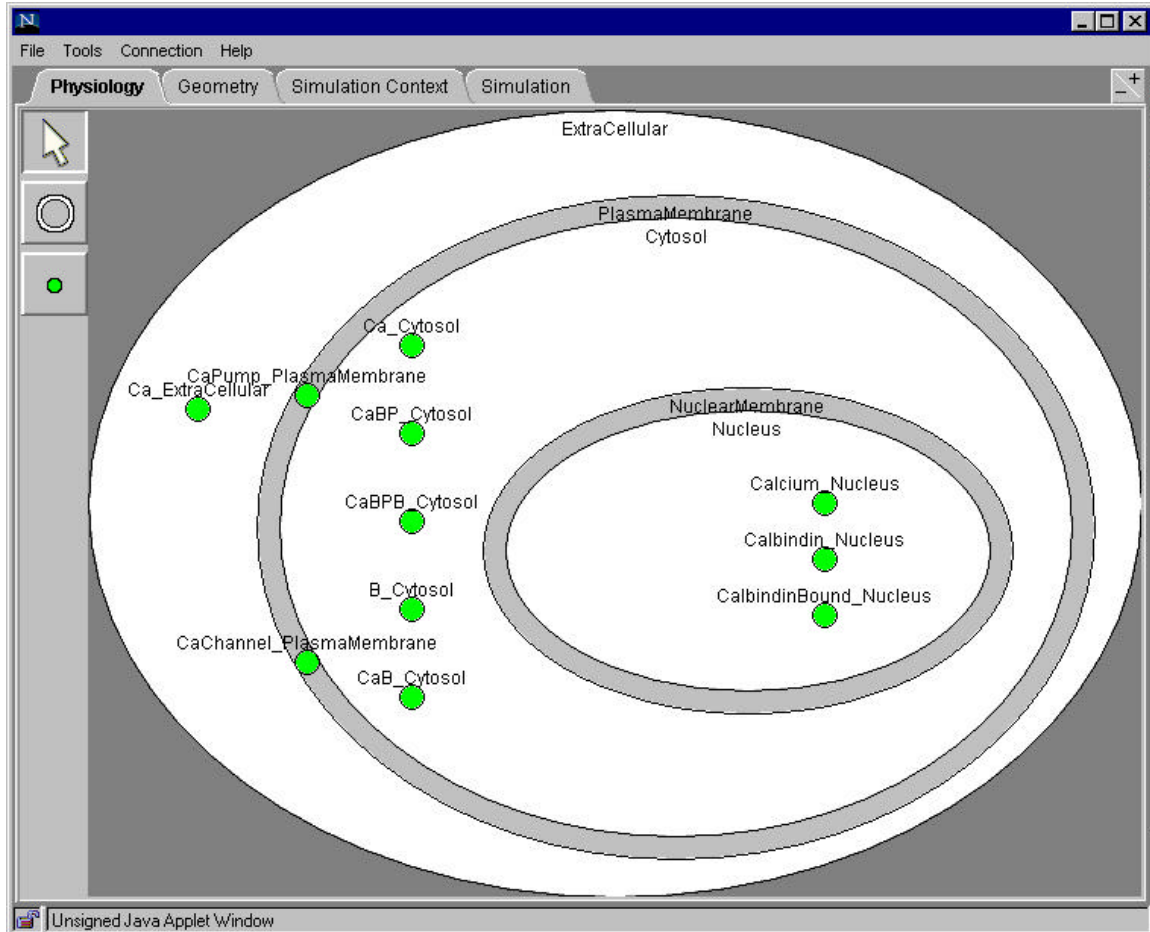 N
File Tools Connection Help
Physiology Geometry Simulation Context Simulation
ExtraCellular
PlasmaMembrane
Cytosol
Ca_Cytosol
CaPump_PlasmaMembrane
Ca_ExtraCellular
CaBP_Cytosol
NuclearMembrane
Nucleus
Calcium_Nucleus
CaBPB_Cytosol
Calbindin_Nucleus
B_Cytosol
CalbindinBound_Nucleus
CaChannel_PlasmaMembrane
CaB_Cytosol
Unsigned Java Applet Window